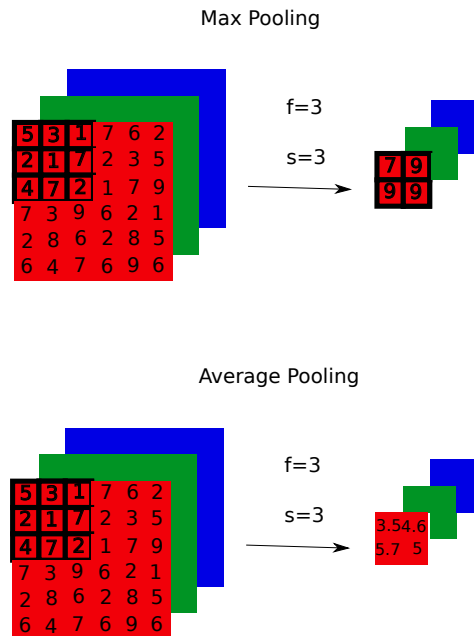 Max Pooling
f=3
s=3
5 3 1 7 6 2
2 1 7 2 3 5
4 7 2 1 7 9
7 3 9 6 2 1
2 8 6 2 8 5
6 4 7 6 9 6
7 9
9 9
Average Pooling
f=3
s=3
5 3 1 7 6 2
2 1 7 2 3 5
4 7 2 1 7 9
7 3 9 6 2 1
2 8 6 2 8 5
6 4 7 6 9 6
3.5 4.6
5.7 5